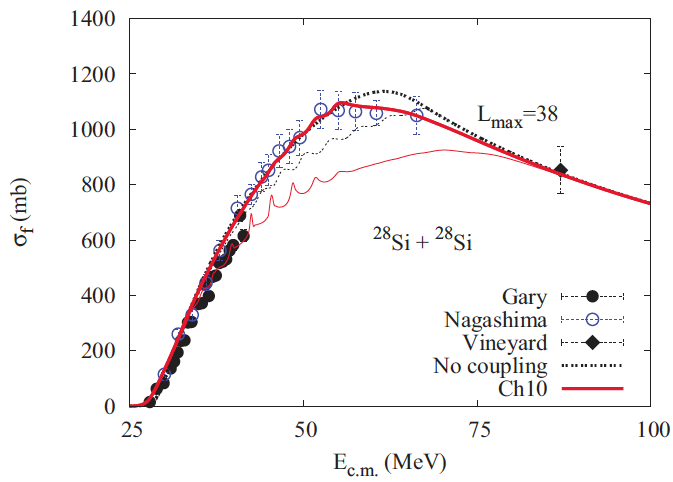 1400
1200
1000
800
600
400
200
0
σf (mb)
Lmax=38
28Si + 28Si
Gary
Nagashima
Vineyard
No coupling
Ch10
25
50
75
100
Ec.m. (MeV)